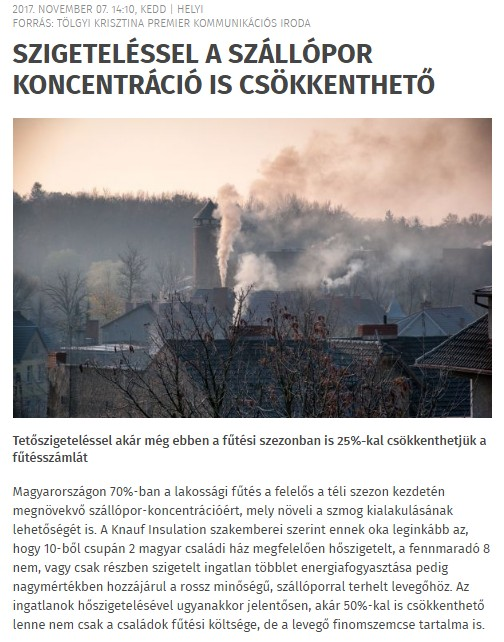 2017. NOVEMBER 07. 14:10, KEDD | HELYI
FORRÁS: TÖLGYI KRISZTINA PREMIER KOMMUNIKÁCIÓS IRODA
SZIGETELÉSSEL A SZÁLLÓPOR
KONCENTRÁCIÓ IS CSÖKKENTHETŐ
Tetőszigeteléssel akár még ebben a fűtési szezonban is 25%-kal csökkenthetjük a
fűtésszámlát
Magyarországon 70%-ban a lakossági fűtés a felelős a téli szezon kezdetén
megnövekvő szállópor-koncentrációért, mely növeli a szmog kialakulásának
lehetőségét is. A Knauf Insulation szakemberei szerint ennek oka leginkább az,
hogy 10-ből csupán 2 magyar családi ház megfelelően hőszigetelt, a fennmaradó 8
nem, vagy csak részben szigetelt ingatlan többlet energiafogyasztása pedig
nagymértékben hozzájárul a rossz minőségű, szállóporral terhelt levegőhöz. Az
ingatlanok hőszigetelésével ugyanakkor jelentősen, akár 50%-kal is csökkenthető
lenne nem csak a családok fűtési költsége, de a levegő finomszemcse tartalma is.